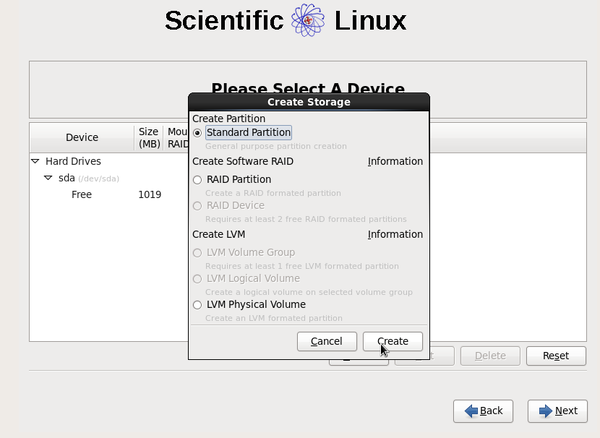 Scientific Linux
Please Select A Device
Create Storage
Create Partition
Standard Partition
General purpose partition creation
Create Software RAID Information
RAID Partition
Create a RAID formated partition
RAID Device
Requires at least 2 free RAID formated partitions
Create LVM Information
LVM Volume Group
Requires at least 1 free LVM formated partition
LVM Logical Volume
Create a logical volume on selected volume group
LVM Physical Volume
Create an LVM formated partition
Cancel Create
Device Size (MB)
Hard Drives
sda (/dev/sda)
Free 1019
Delete Reset
Back Next